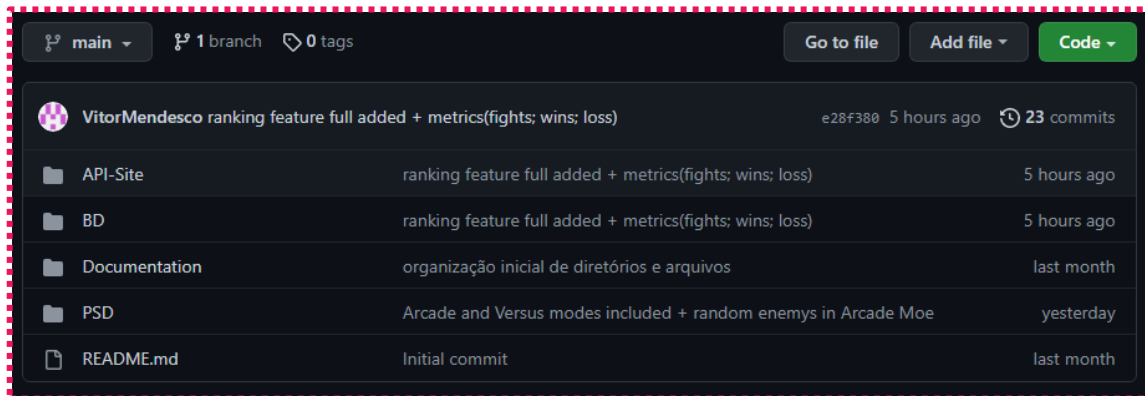 main 1 branch 0 tags Go to file Add file Code
VitorMendesco ranking feature full added + metrics(fights; wins; loss) e28f380 5 hours ago 23 commits
API-Site ranking feature full added + metrics(fights; wins; loss) 5 hours ago
BD ranking feature full added + metrics(fights; wins; loss) 5 hours ago
Documentation organização inicial de diretórios e arquivos last month
PSD Arcade and Versus modes included + random enemys in Arcade Moe yesterday
README.md Initial commit last month